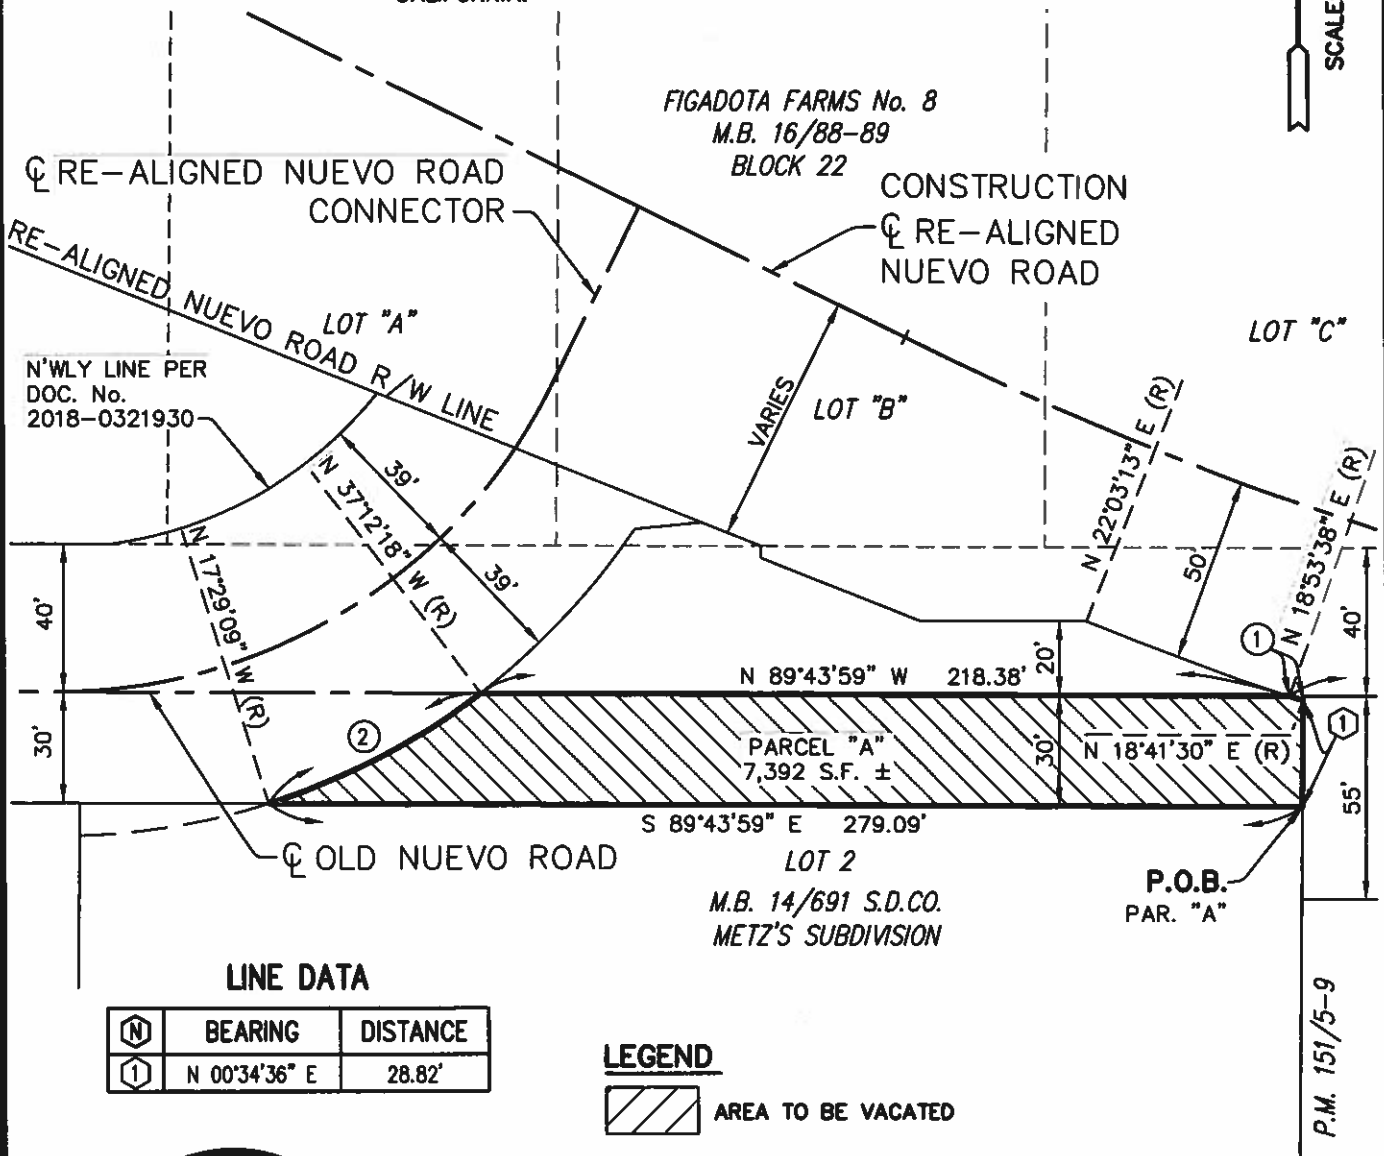 SCALE
FIGADOTA FARMS No. 8
M.B. 16/88-89
BLOCK 22
℄ RE-ALIGNED NUEVO ROAD
CONNECTOR
CONSTRUCTION
℄ RE-ALIGNED
NUEVO ROAD
RE-ALIGNED NUEVO ROAD R/W LINE
LOT "A"
LOT "C"
N'WLY LINE PER
DOC. No.
2018-0321930
VARIES
LOT "B"
N 22°03'13" E (R)
N 18°53'38" E (R)
39'
N 37°12'18" W (R)
39'
N 17°29'09" W (R)
50'
40'
40'
20'
1
N 89°43'59" W 218.38'
30'
2
PARCEL "A"
7,392 S.F. ±
30'
N 18°41'30" E (R)
1
55'
S 89°43'59" E 279.09'
℄ OLD NUEVO ROAD
LOT 2
M.B. 14/691 S.D.CO.
METZ'S SUBDIVISION
P.O.B.
PAR. "A"
P.M. 151/5-9
LINE DATA
N BEARING DISTANCE
1 N 00°34'36" E 28.82'
LEGEND
AREA TO BE VACATED